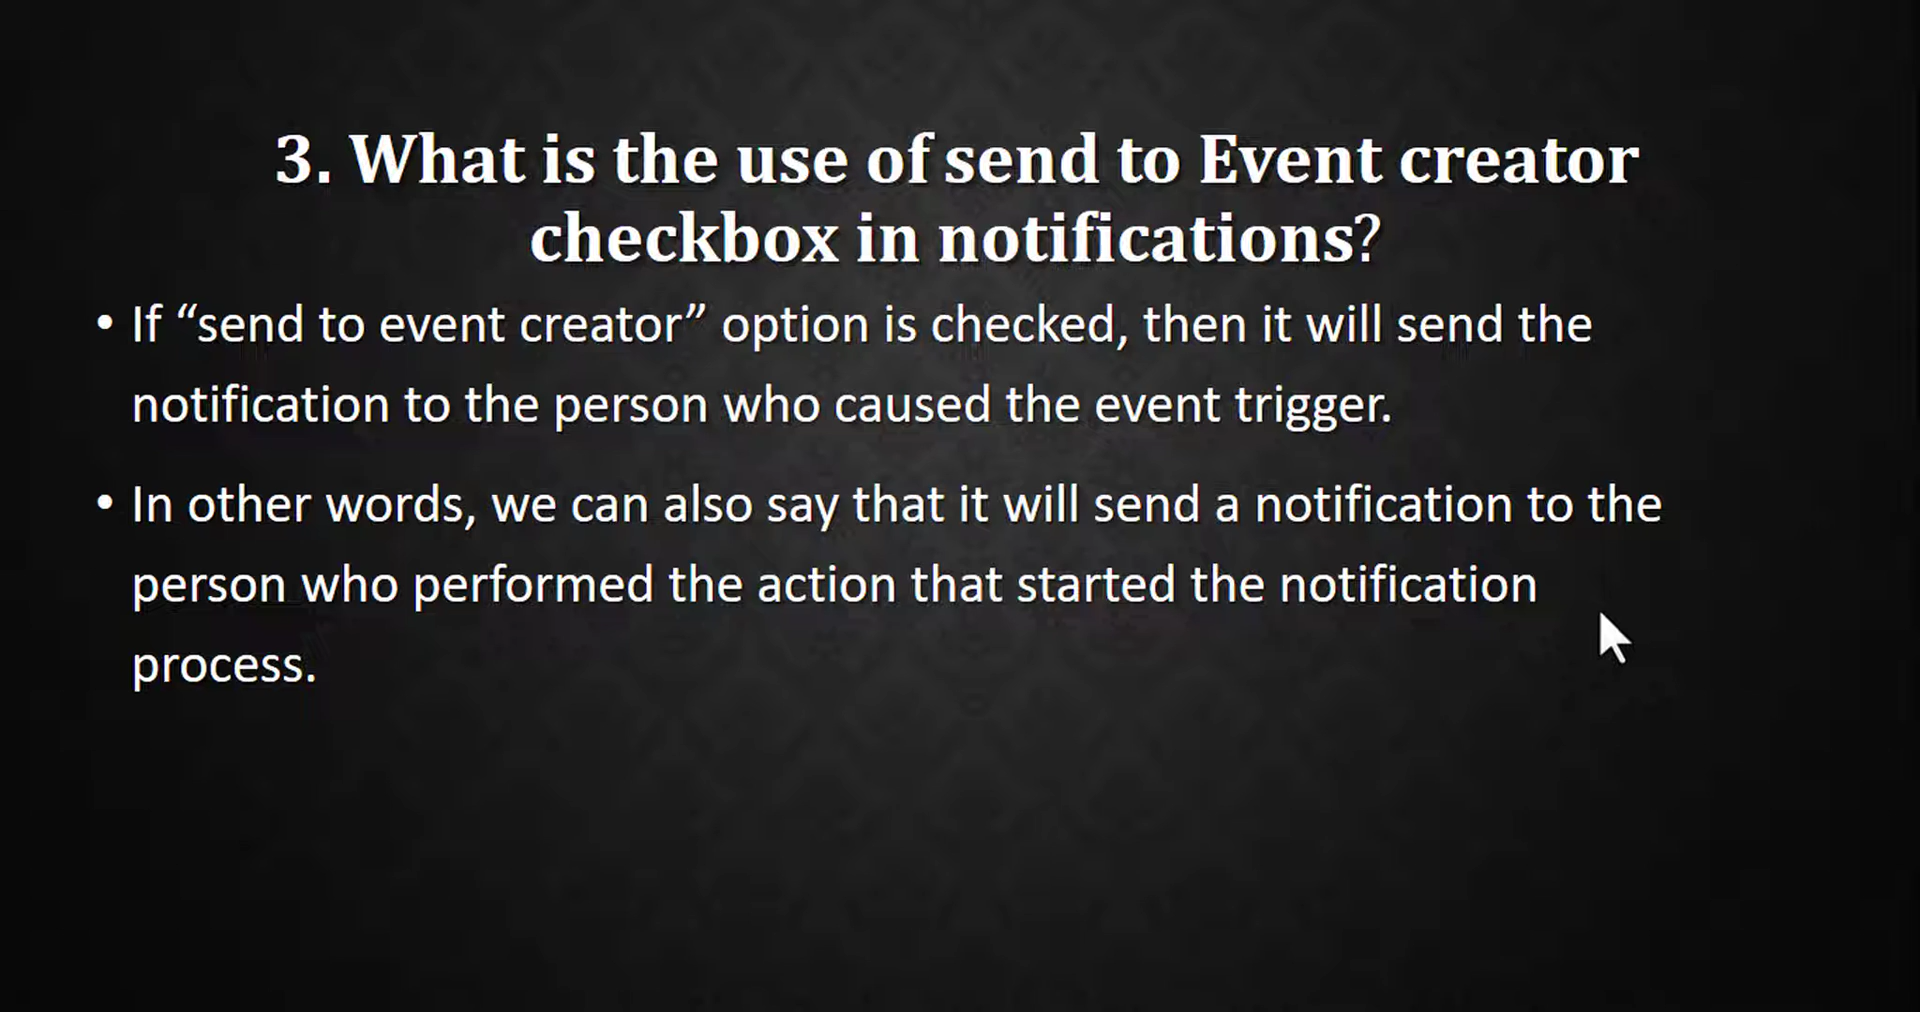 3. What is the use of send to Event creator
checkbox in notifications?
• If “send to event creator” option is checked, then it will send the
notification to the person who caused the event trigger.
• In other words, we can also say that it will send a notification to the
person who performed the action that started the notification
process.